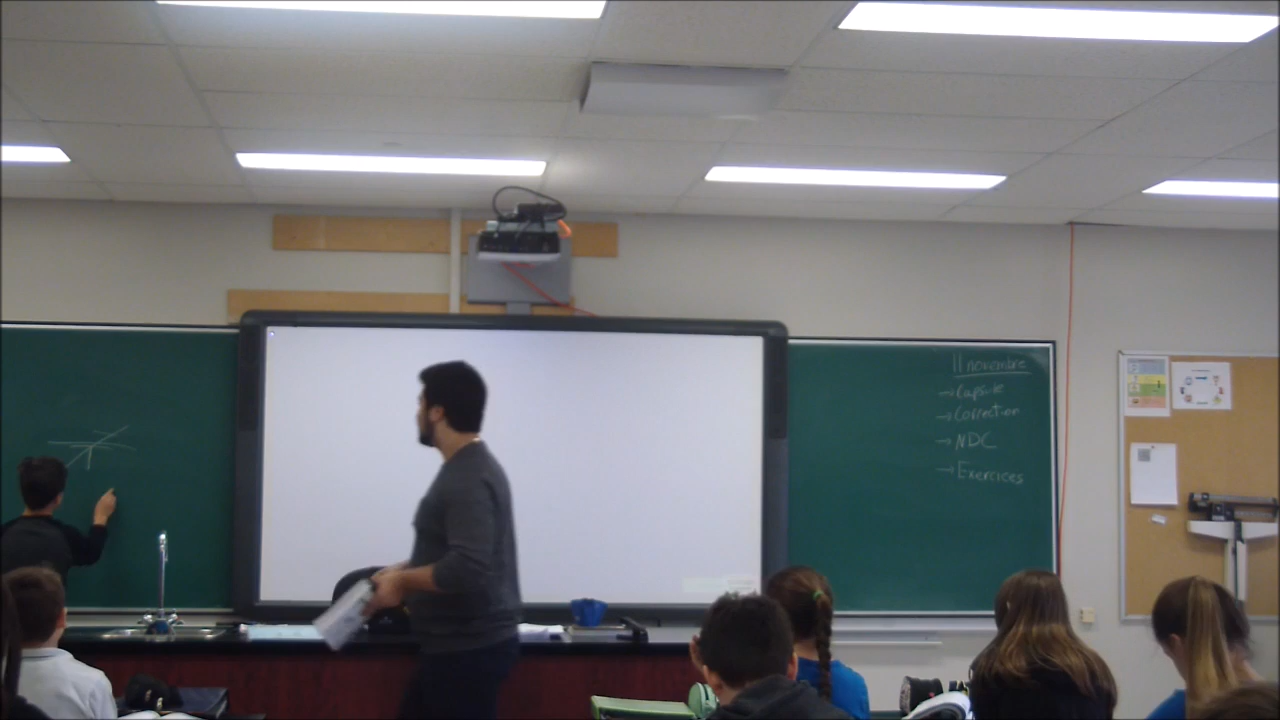 11 novembre
→ Capsule
→ Correction
→ NDC
→ Exercices